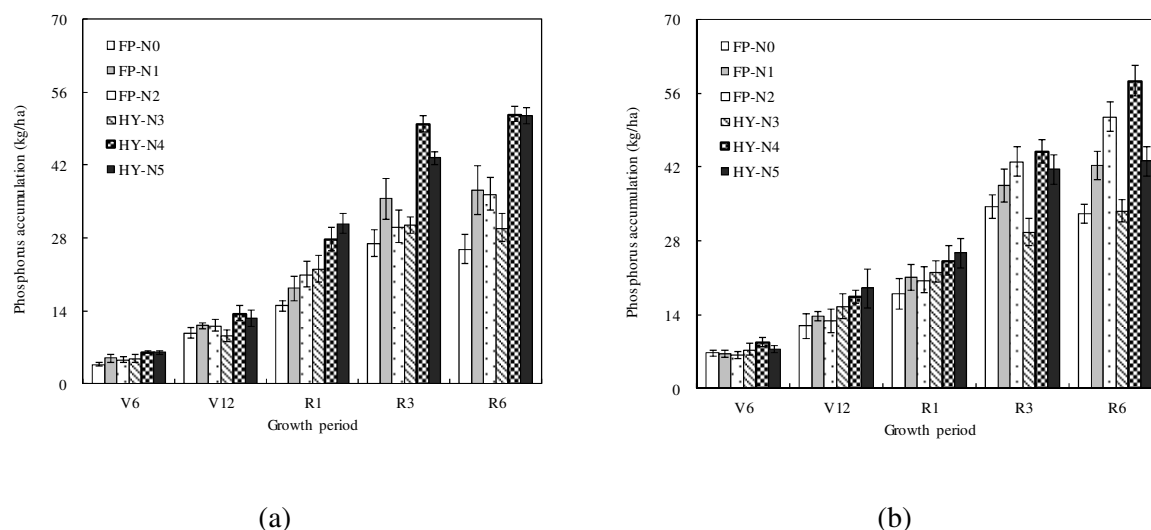 70
56
42
28
14
0
Phosphorus accumulation (kg/ha)
FP-N0
FP-N1
FP-N2
HY-N3
HY-N4
HY-N5
V6 V12 R1 R3 R6
Growth period
(a)
70
56
42
28
14
0
Phosphorus accumulation (kg/ha)
FP-N0
FP-N1
FP-N2
HY-N3
HY-N4
HY-N5
V6 V12 R1 R3 R6
Growth period
(b)